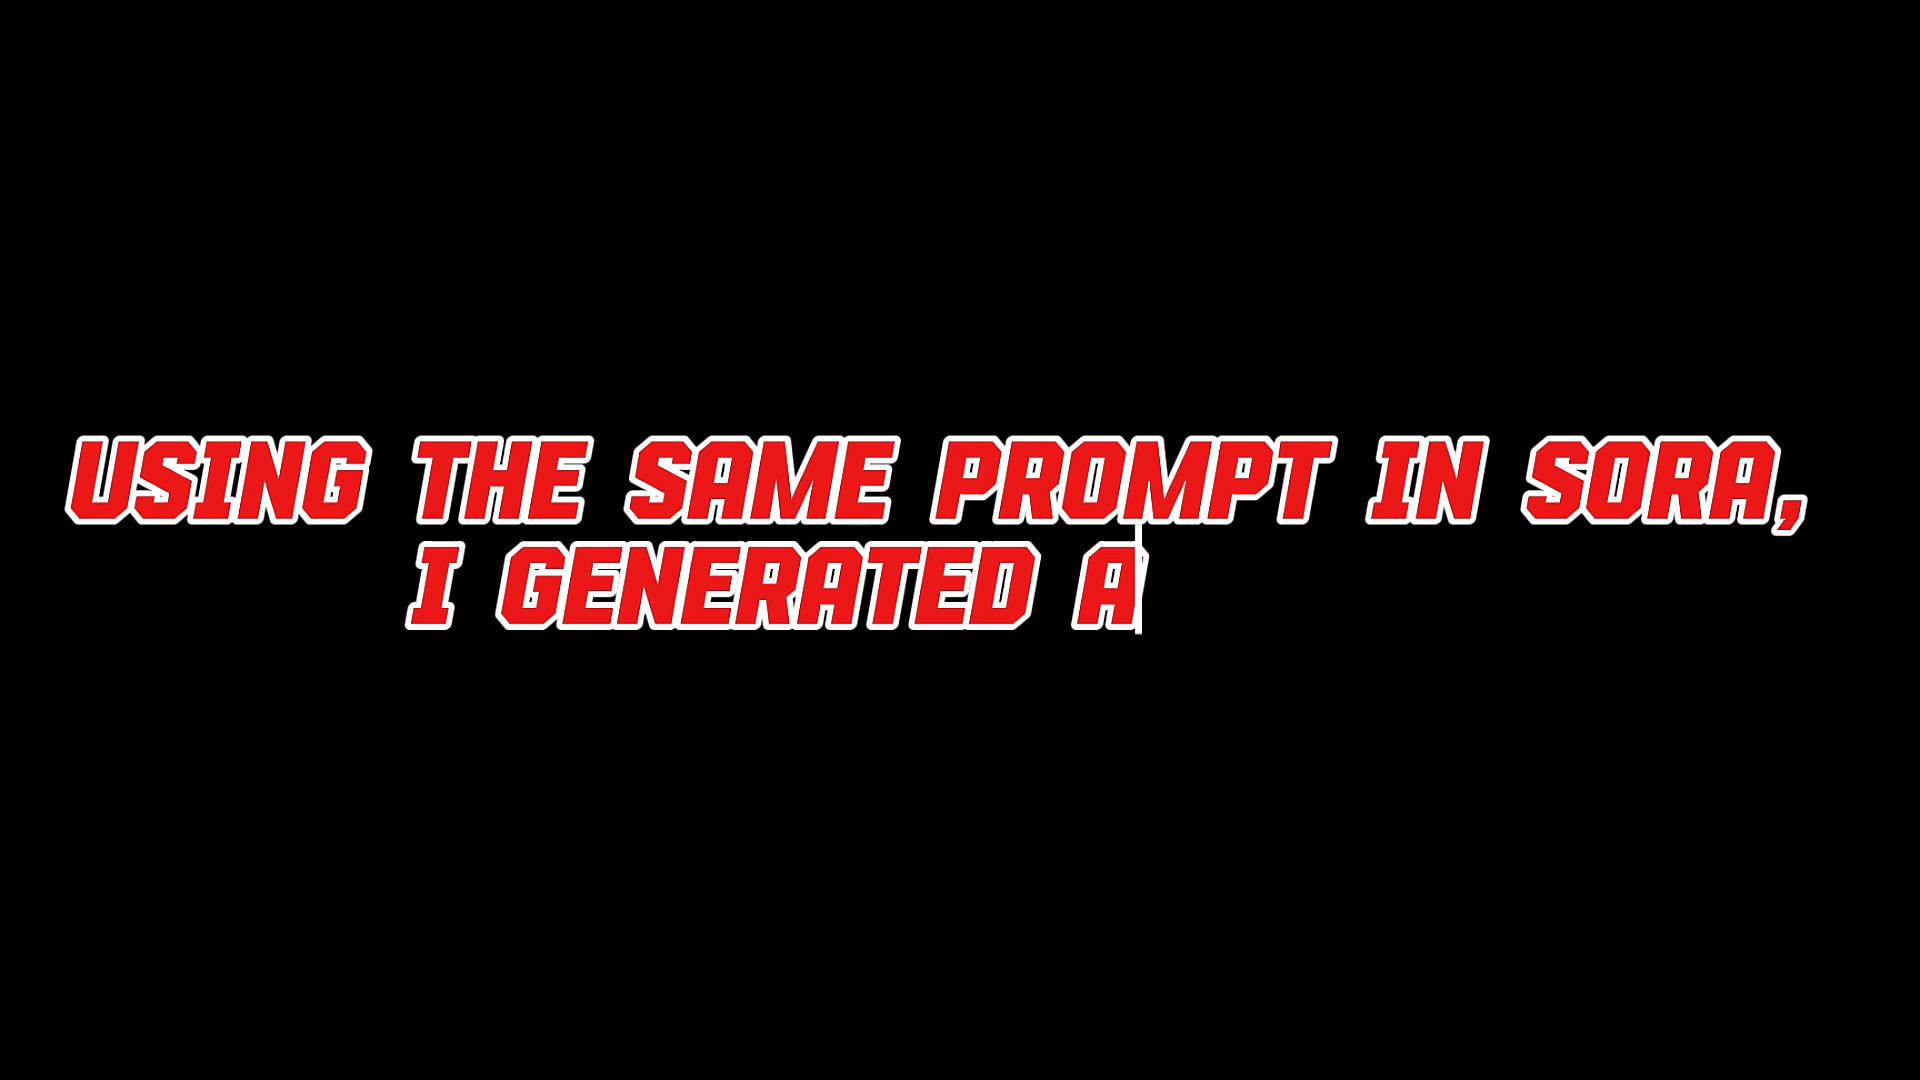 USING THE SAME PROMPT IN SORA,
I GENERATED A